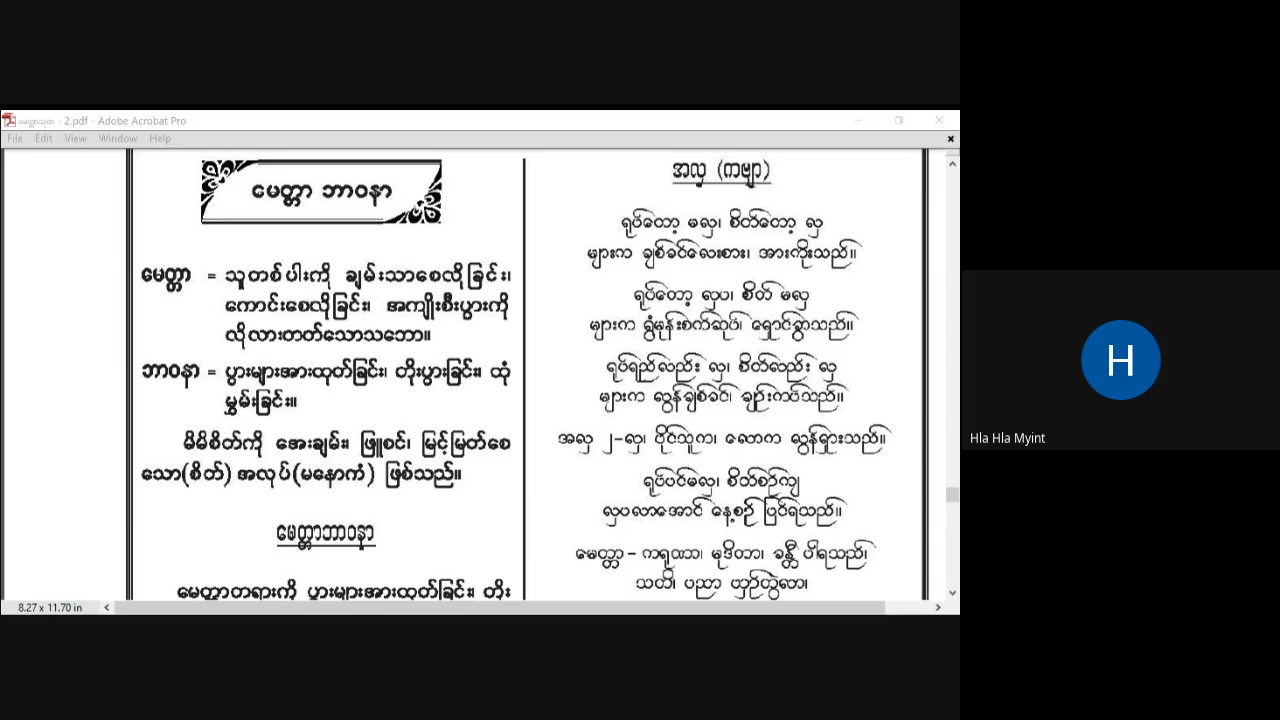 မေတ္တာသုတ - 2.pdf - Adobe Acrobat Pro
File Edit View Window Help
မေတ္တာ ဘာဝနာ
မေတ္တာ = သူတစ်ပါးကို ချမ်းသာစေလိုခြင်း၊
ကောင်းစေလိုခြင်း၊ အကျိုးစီးပွားကို
လိုလားတတ်သောသဘော။
ဘာဝနာ = ပွားများအားထုတ်ခြင်း၊ တိုးပွားခြင်း၊ ထုံ
မွှမ်းခြင်း။
မိမိစိတ်ကို အေးချမ်း၊ ဖြူစင်၊ မြင့်မြတ်စေ
သော(စိတ်) အလုပ်(မနောကံ) ဖြစ်သည်။
မေတ္တာဘာဝနာ
မေတ္တာတရားကို ပွားများအားထုတ်ခြင်း၊ တိုး
8.27 x 11.70 in
အလှ (ကဗျာ)
ရုပ်တော့ မလှ၊ စိတ်တော့ လှ
များက ချစ်ခင်လေးစား၊ အားကိုးသည်။
ရုပ်တော့ လှပ၊ စိတ် မလှ
များက ရွံမုန်းစက်ဆုပ်၊ ရှောင်ခွာသည်။
ရုပ်ရည်လည်း လှ၊ စိတ်လည်း လှ
များက လွန်ချစ်ခင်၊ ချဉ်းကပ်သည်။
အလှ ၂-လှ၊ ပိုင်သူက၊ လောက လွန်ရှားသည်။
ရုပ်ပင်မလှ၊ စိတ်စဉ်ကျ
လှပလာအောင် နေ့စဉ် ပြင်ရသည်။
မေတ္တာ - ကရုဏာ၊ မုဒိတာ၊ ခန္တီ ပါရသည်၊
သတိ၊ ပညာ ယှဉ်တွဲလာ၊
H
Hla Hla Myint